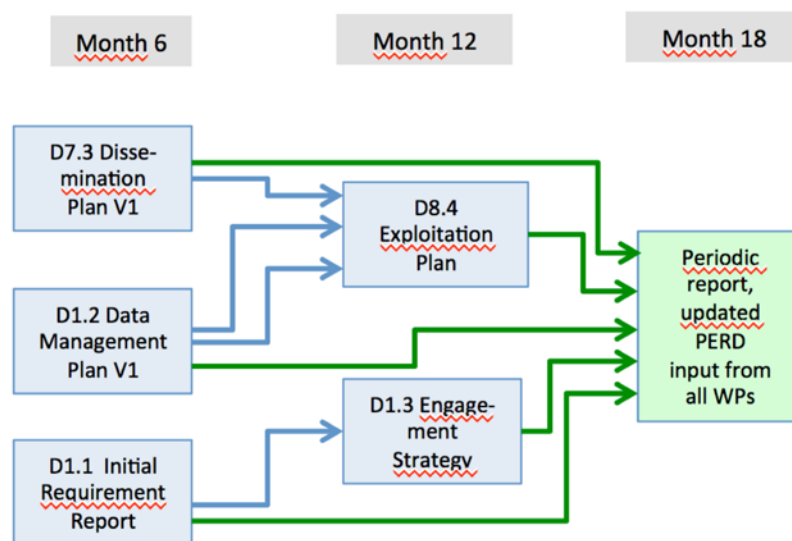 Month 6
Month 12
Month 18
D7.3 Disse-
mination
Plan V1
D8.4
Exploitation
Plan
Periodic
report,
updated
PERD
input from
all WPs
D1.2 Data
Management
Plan V1
D1.3 Engage-
ment
Strategy
D1.1 Initial
Requirement
Report